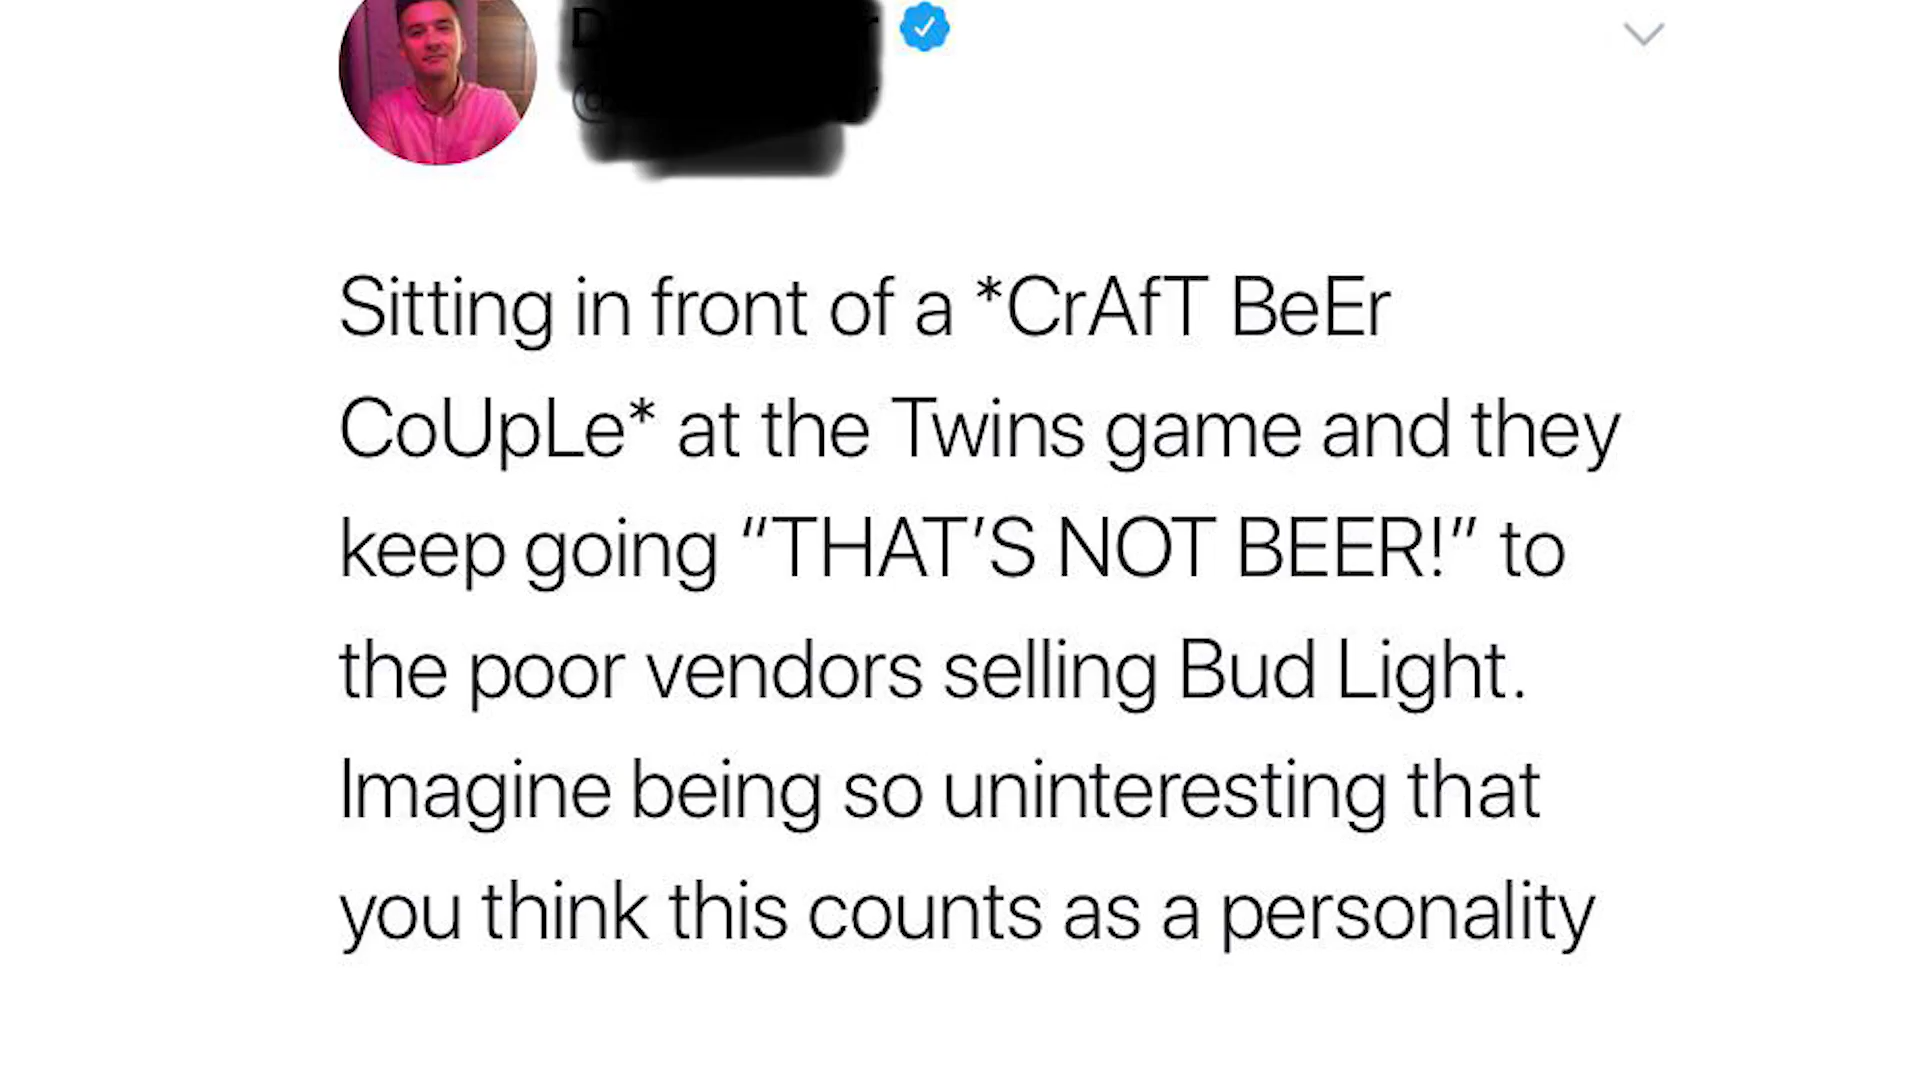 Sitting in front of a *CrAfT BeEr
CoUpLe* at the Twins game and they
keep going “THAT’S NOT BEER!” to
the poor vendors selling Bud Light.
Imagine being so uninteresting that
you think this counts as a personality